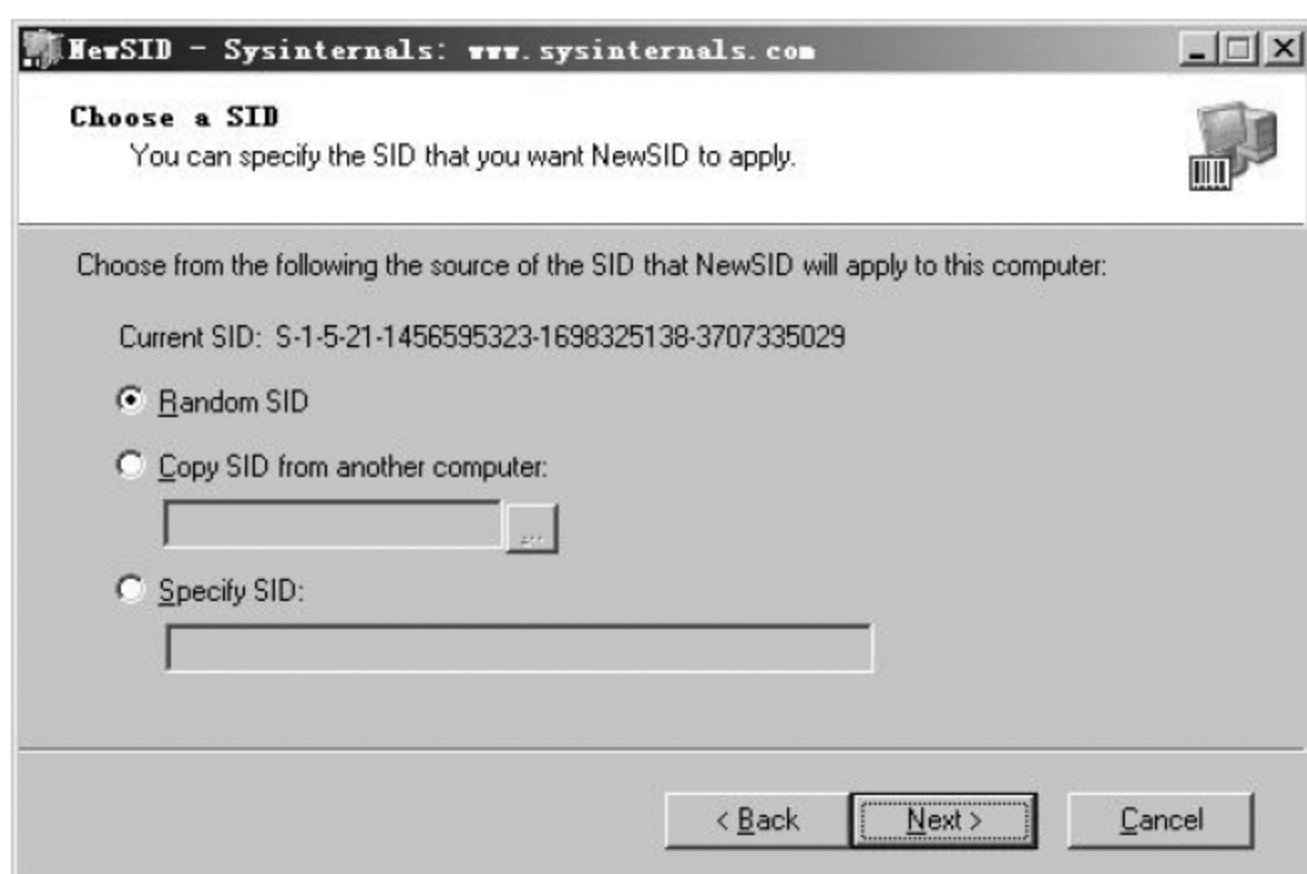 NewSID - Sysinternals: www.sysinternals.com
Choose a SID
You can specify the SID that you want NewSID to apply.
Choose from the following the source of the SID that NewSID will apply to this computer:
Current SID: S-1-5-21-1456595323-1698325138-3707335029
Random SID
Copy SID from another computer:
...
Specify SID:
< Back Next > Cancel